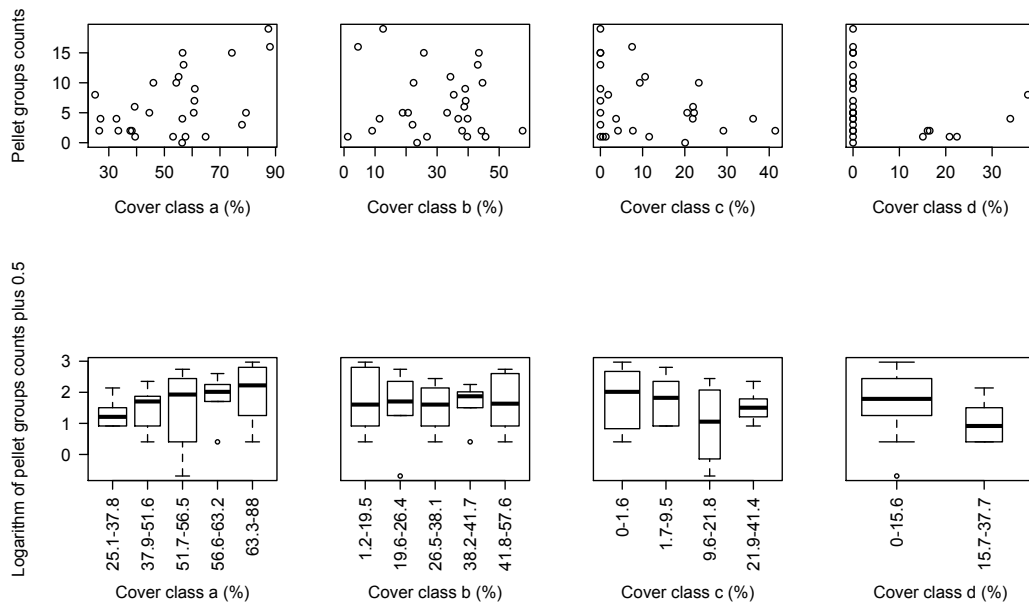 Pellet groups counts
15
10
5
0
30 50 70 90
0 10 30 50
0 10 20 30 40
0 10 20 30
Cover class a (%)
Cover class b (%)
Cover class c (%)
Cover class d (%)
Logarithm of pellet groups counts plus 0.5
3
2
1
0
25.1-37.8
37.9-51.6
51.7-56.5
56.6-63.2
63.3-88
1.2-19.5
19.6-26.4
26.5-38.1
38.2-41.7
41.8-57.6
0-1.6
1.7-9.5
9.6-21.8
21.9-41.4
0-15.6
15.7-37.7
Cover class a (%)
Cover class b (%)
Cover class c (%)
Cover class d (%)